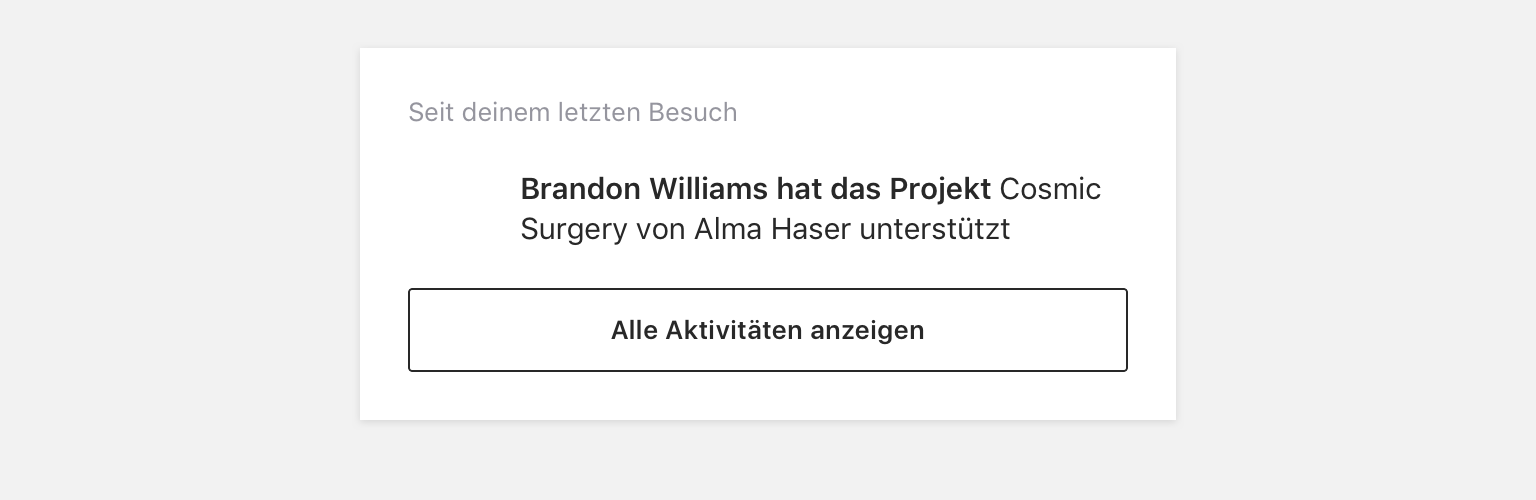 Seit deinem letzten Besuch
Brandon Williams hat das Projekt Cosmic
Surgery von Alma Haser unterstützt
Alle Aktivitäten anzeigen